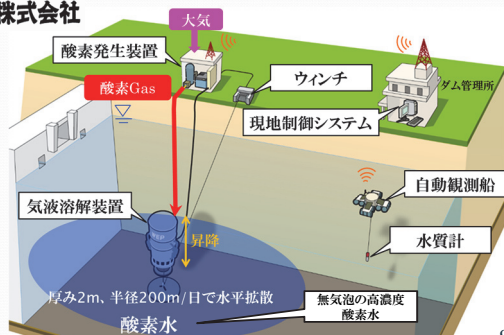 株式会社
大気
酸素発生装置
ウィンチ
酸素Gas
ダム管理所
現地制御システム
自動観測船
気液溶解装置
昇降
水質計
厚み2m、半径200m/日で水平拡散
酸素水
無気泡の高濃度
酸素水